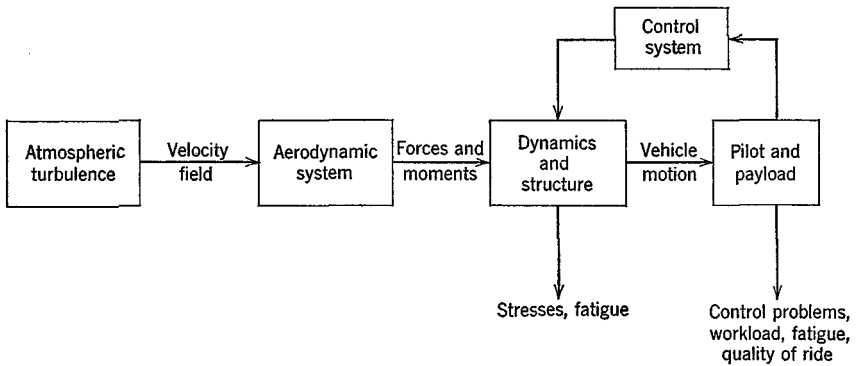 Control
system
Atmospheric
turbulence
Velocity
field
Aerodynamic
system
Forces and
moments
Dynamics
and
structure
Vehicle
motion
Pilot and
payload
Stresses, fatigue
Control problems,
workload, fatigue,
quality of ride